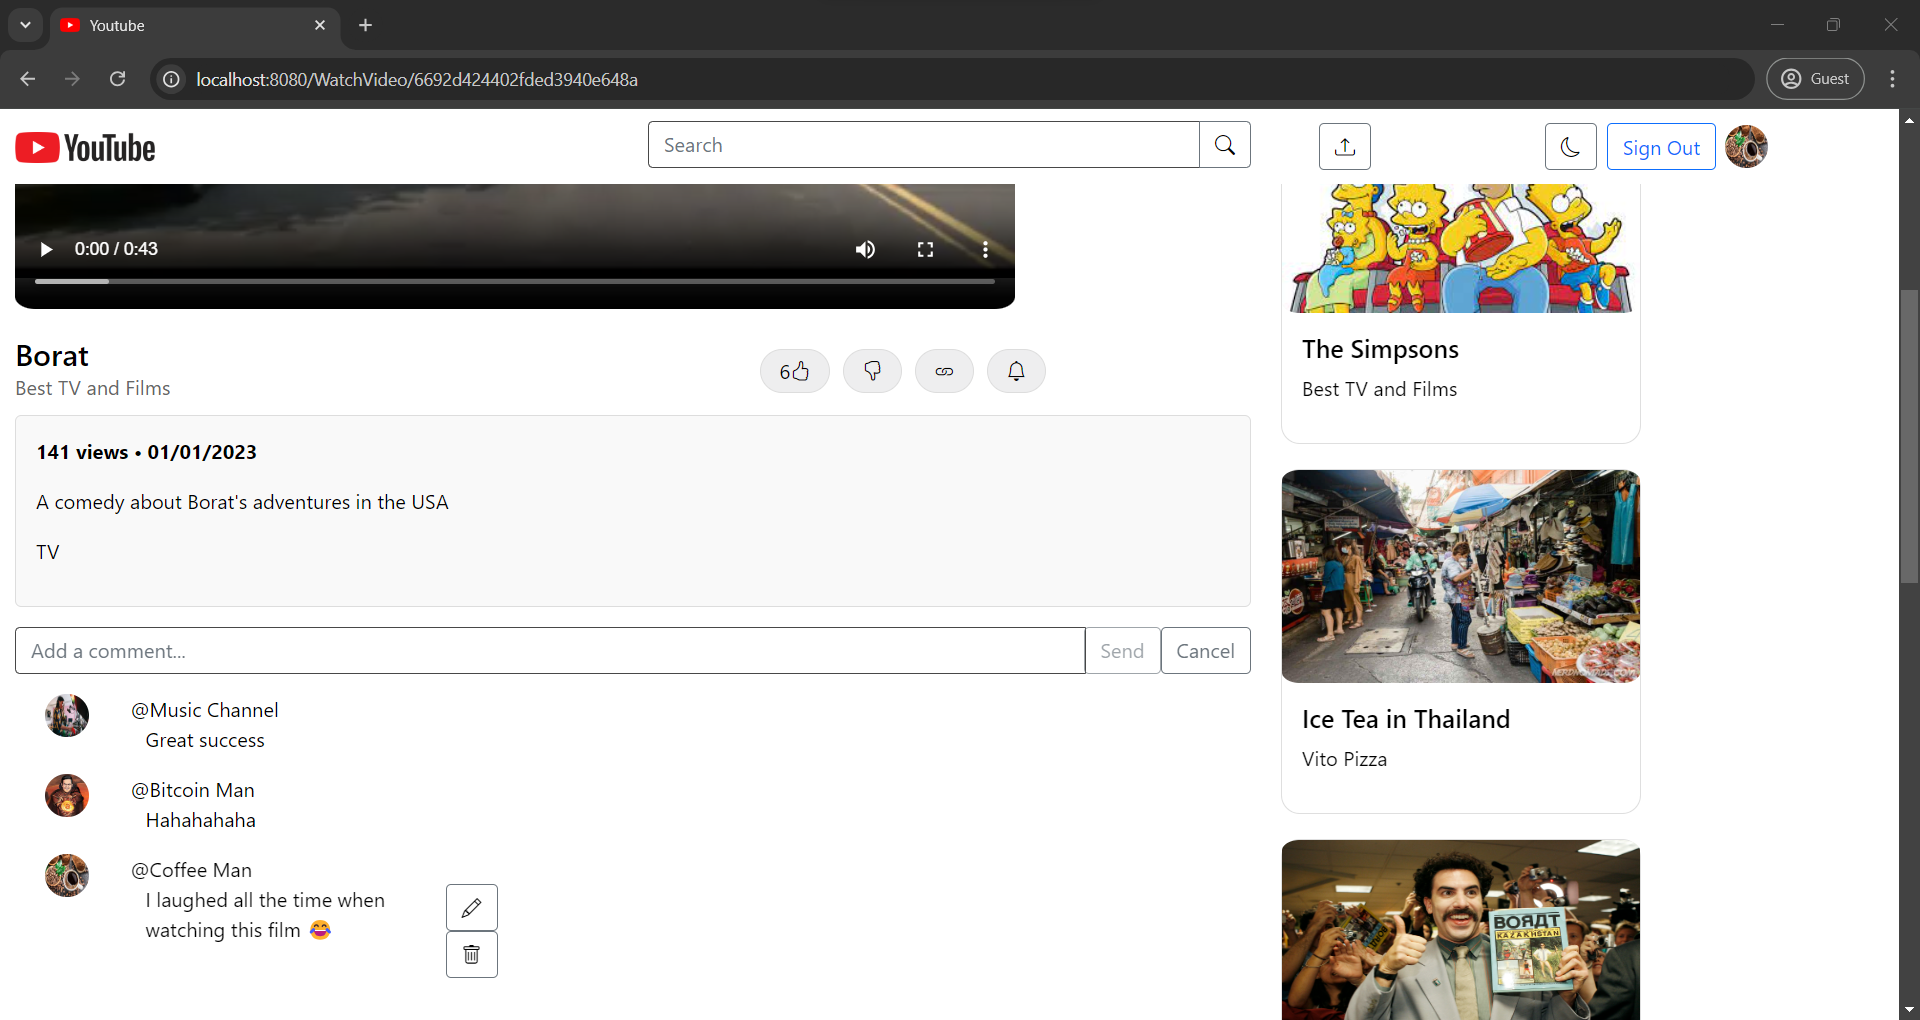 Youtube
localhost:8080/WatchVideo/6692d424402fded3940e648a
Guest
YouTube
Search
Sign Out
0:00 / 0:43
Borat
Best TV and Films
6
141 views • 01/01/2023
A comedy about Borat's adventures in the USA
TV
Add a comment...
Send
Cancel
@Music Channel
Great success
@Bitcoin Man
Hahahahaha
@Coffee Man
I laughed all the time when
watching this film 😂
The Simpsons
Best TV and Films
Ice Tea in Thailand
Vito Pizza
BORAT
KAZAKHSTAN